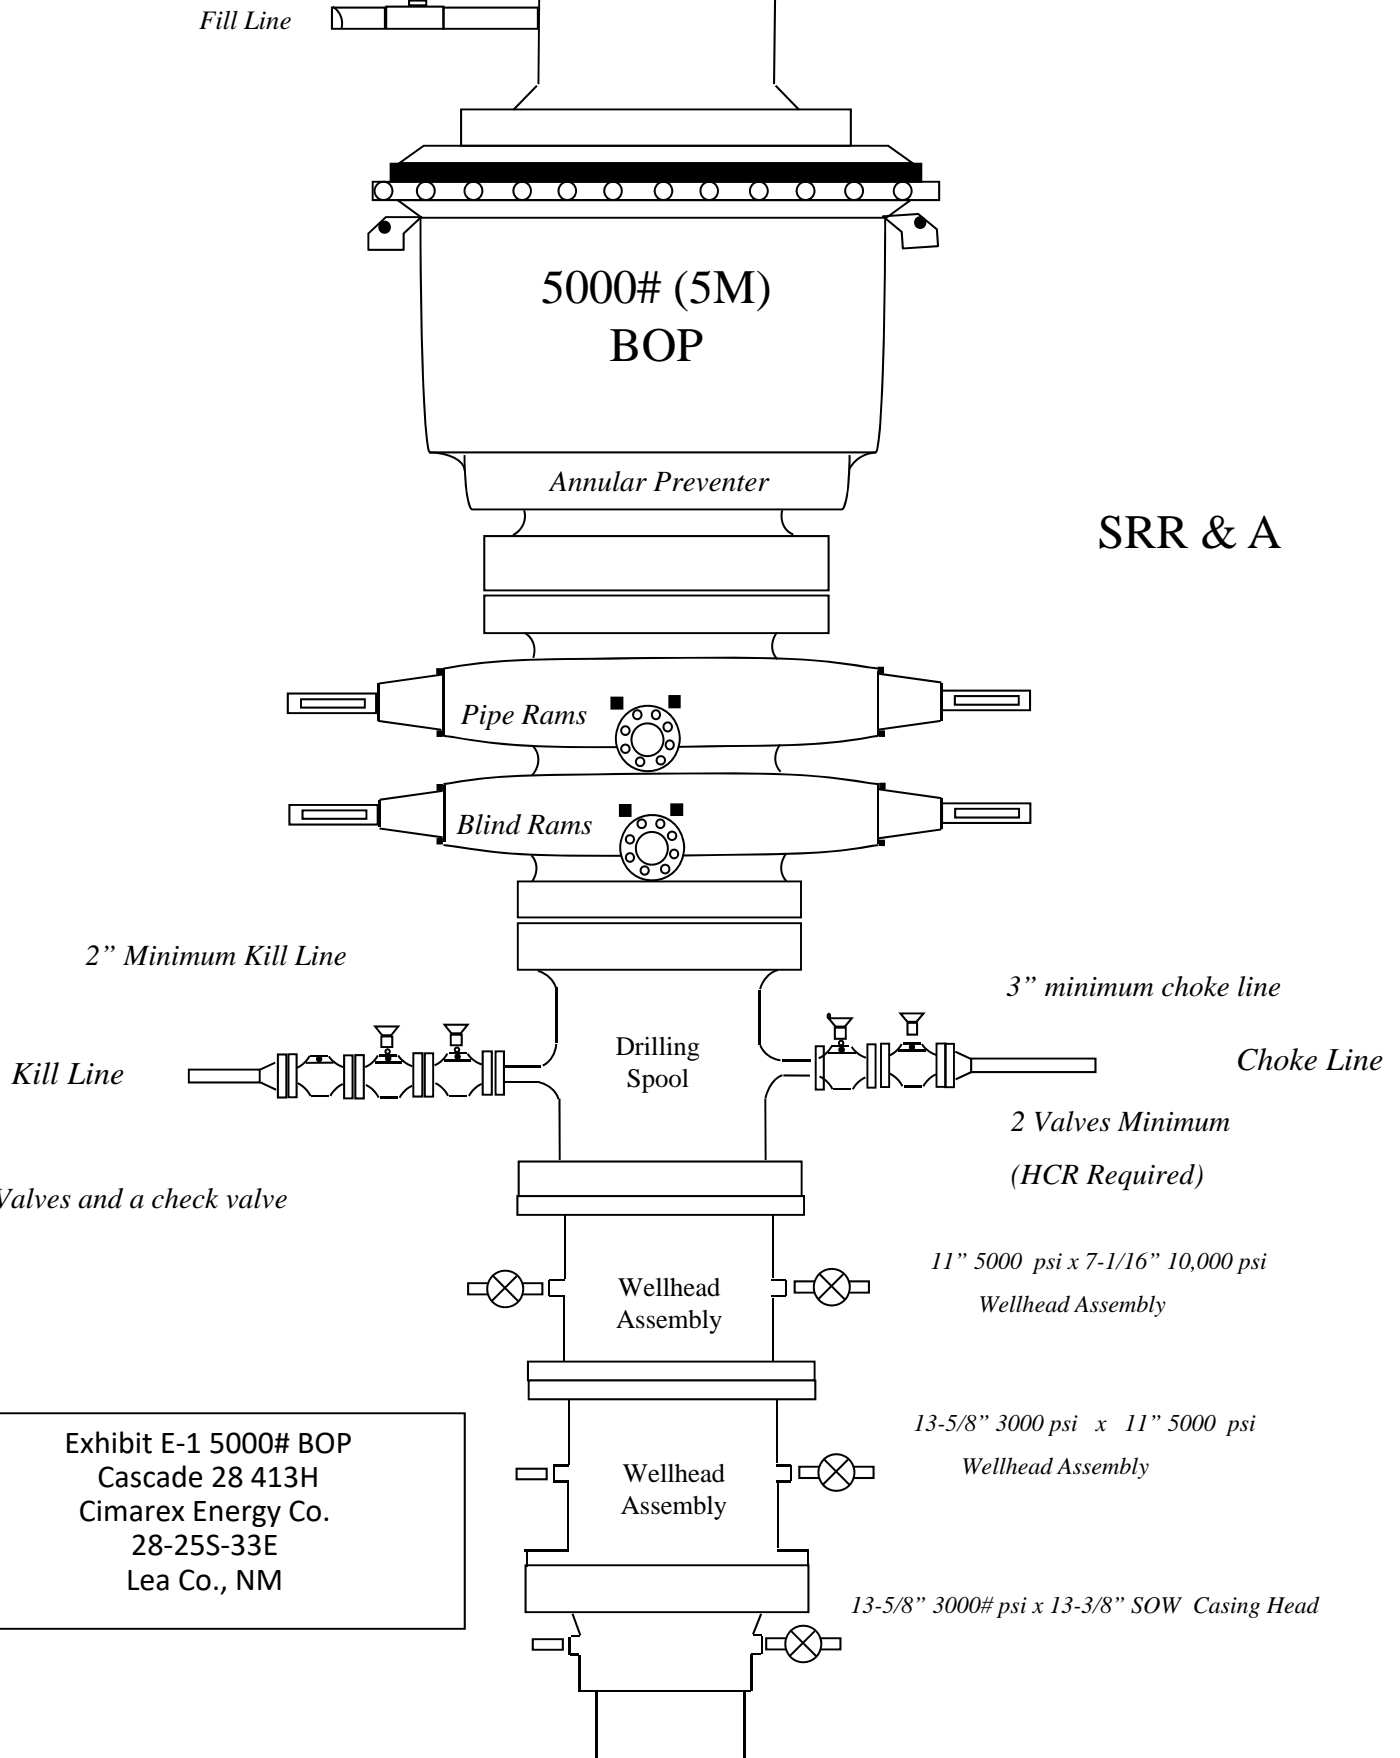 Fill Line
5000# (5M)
BOP
Annular Preventer
SRR & A
Pipe Rams
Blind Rams
2” Minimum Kill Line
3” minimum choke line
Drilling
Spool
Kill Line
Choke Line
2 Valves Minimum
(HCR Required)
Valves and a check valve
11” 5000 psi x 7-1/16” 10,000 psi
Wellhead Assembly
Wellhead
Assembly
13-5/8” 3000 psi x 11” 5000 psi
Wellhead Assembly
Wellhead
Assembly
Exhibit E-1 5000# BOP
Cascade 28 413H
Cimarex Energy Co.
28-25S-33E
Lea Co., NM
13-5/8” 3000# psi x 13-3/8” SOW Casing Head